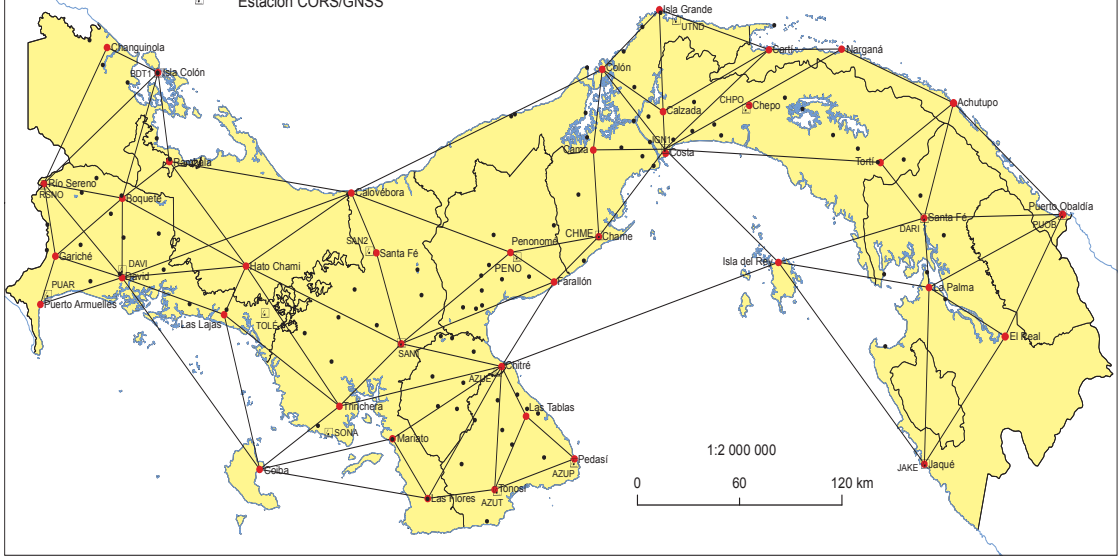 Estación CORS/GNSS
Isla Grande
UTND
Changuinola
Cartí
Narganá
BDT1
Isla Colón
Colón
CHPO
Chepo
Achutupo
Calzada
IGN1
Costa
Rambala
Tortí
Río Sereno
RSNO
Boquete
Calovébora
Puerto Obaldía
PUOB
Santa Fé
DARI
CHME
Chame
SAN2
Santa Fé
Penonomé
PENO
Gariché
DAVI
David
Hato Chami
Isla del Rey
PUAR
Puerto Armuelles
Parallón
La Palma
Las Lajas
TOLE
El Real
SAN1
Chitré
AZUE
Trinchera
Las Tablas
SONA
Mariato
1:2 000 000
Pedasí
AZUP
JAKE
Jaqué
Coiba
0 60 120 km
Las Flores
Tonosí
AZUT